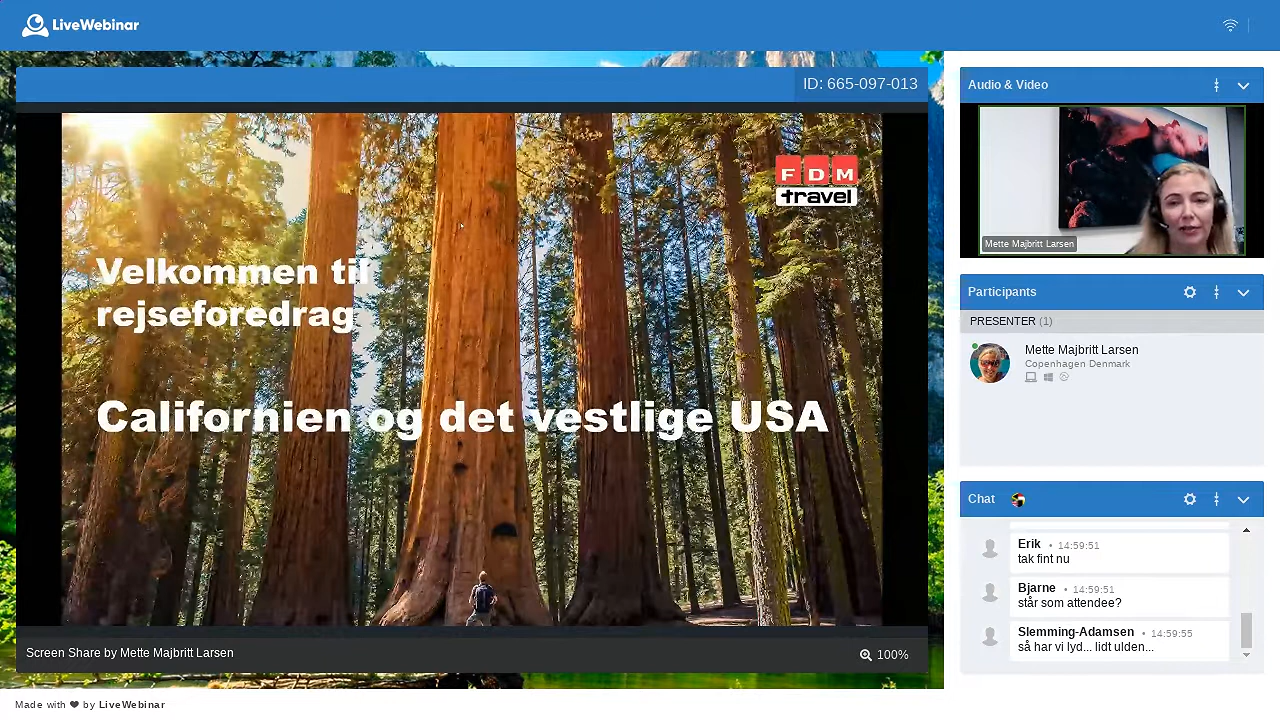 LiveWebinar
ID: 665-097-013
FDM
travel
Velkommen til
rejseforedrag
Californien og det vestlige USA
Screen Share by Mette Majbritt Larsen
100%
Audio & Video
Mette Majbritt Larsen
Participants
PRESENTER (1)
Mette Majbritt Larsen
Copenhagen Denmark
Chat
Erik • 14:59:51
tak fint nu
Bjarne • 14:59:51
står som attendee?
Slemming-Adamsen • 14:59:55
så har vi lyd... lidt ulden...
Made with ❤ by LiveWebinar